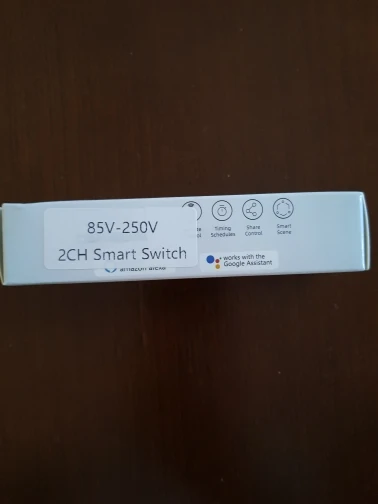 85V-250V
2CH Smart Switch
Timing
Schedules
Share
Control
Smart
Scene
amazon alexa
works with the
Google Assistant